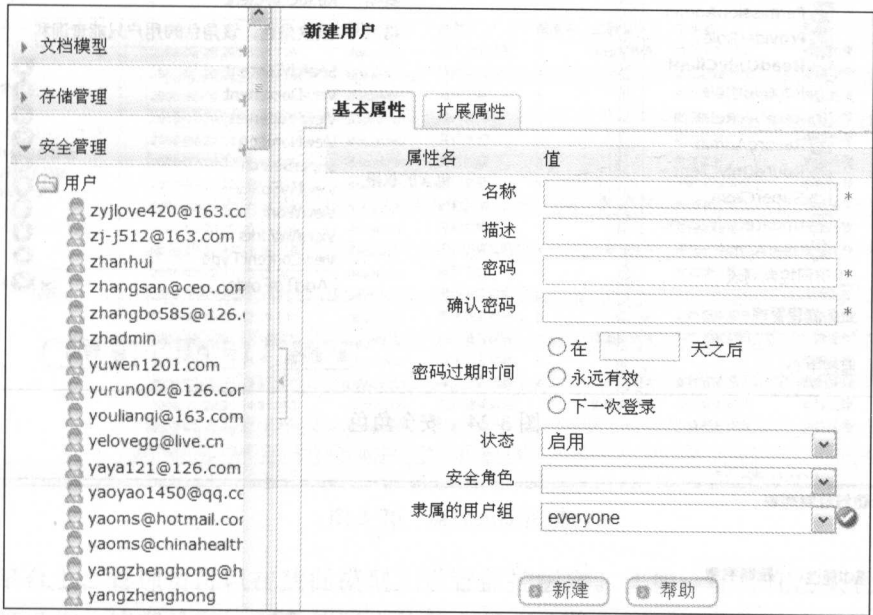 文档模型
存储管理
安全管理
用户
zyjlove420@163.cc
zj-j512@163.com
zhanhui
zhangsan@ceo.com
zhangbo585@126.
zhadmin
yuwen1201.com
yurun002@126.cor
youlianqi@163.com
yelovegg@live.cn
yaya121@126.com
yaoyao1450@qq.cc
yaoms@hotmail.cor
yaoms@chinahealth
yangzhenghong@h
yangzhenghong
新建用户
基本属性 扩展属性
属性名 值
名称 *
描述
密码 *
确认密码 *
密码过期时间
在 天之后
永远有效
下一次登录
状态 启用
安全角色
隶属的用户组 everyone
新建 帮助